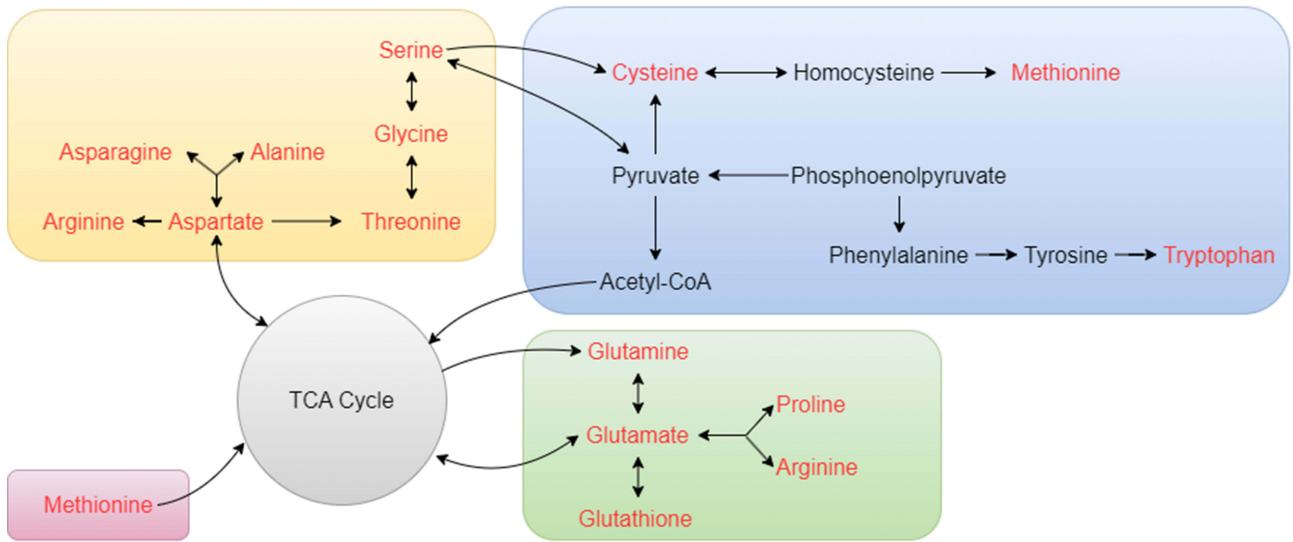 Serine
Glycine
Asparagine
Alanine
Arginine
Aspartate
Threonine
Cysteine
Homocysteine
Methionine
Pyruvate
Phosphoenolpyruvate
Phenylalanine
Tyrosine
Tryptophan
Acetyl-CoA
TCA Cycle
Glutamine
Glutamate
Proline
Arginine
Glutathione
Methionine